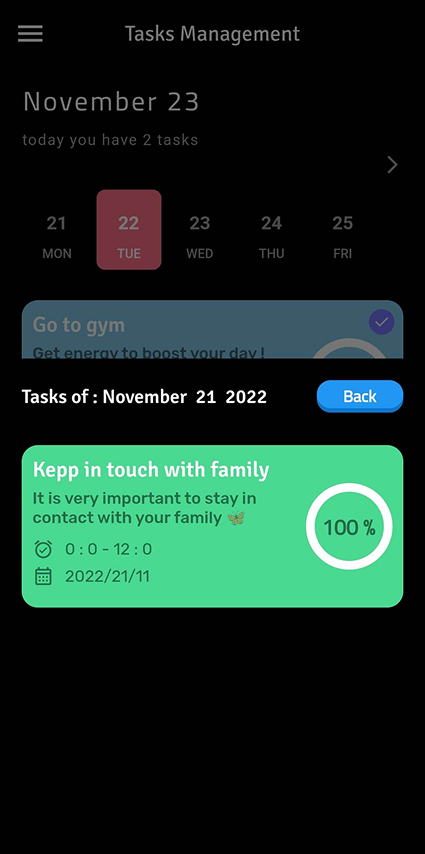 Tasks Management
November 23
today you have 2 tasks
21 22 23 24 25
MON TUE WED THU FRI
Go to gym
Get energy to boost your day !
Tasks of : November 21 2022 Back
Kepp in touch with family
It is very important to stay in
contact with your family 🦋
100 %
0 : 0 - 12 : 0
2022/21/11